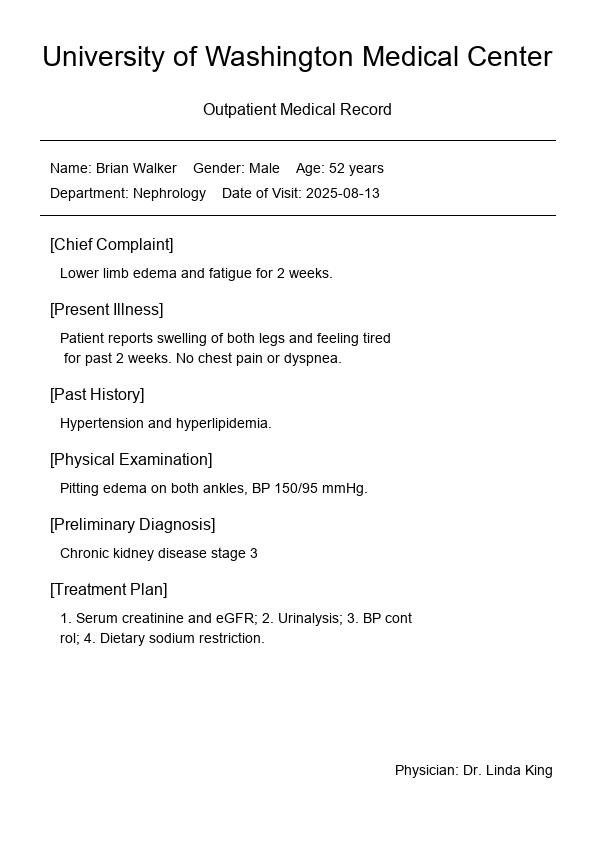 University of Washington Medical Center
Outpatient Medical Record
Name: Brian Walker Gender: Male Age: 52 years
Department: Nephrology Date of Visit: 2025-08-13
[Chief Complaint]
Lower limb edema and fatigue for 2 weeks.
[Present Illness]
Patient reports swelling of both legs and feeling tired
for past 2 weeks. No chest pain or dyspnea.
[Past History]
Hypertension and hyperlipidemia.
[Physical Examination]
Pitting edema on both ankles, BP 150/95 mmHg.
[Preliminary Diagnosis]
Chronic kidney disease stage 3
[Treatment Plan]
1. Serum creatinine and eGFR; 2. Urinalysis; 3. BP cont
rol; 4. Dietary sodium restriction.
Physician: Dr. Linda King